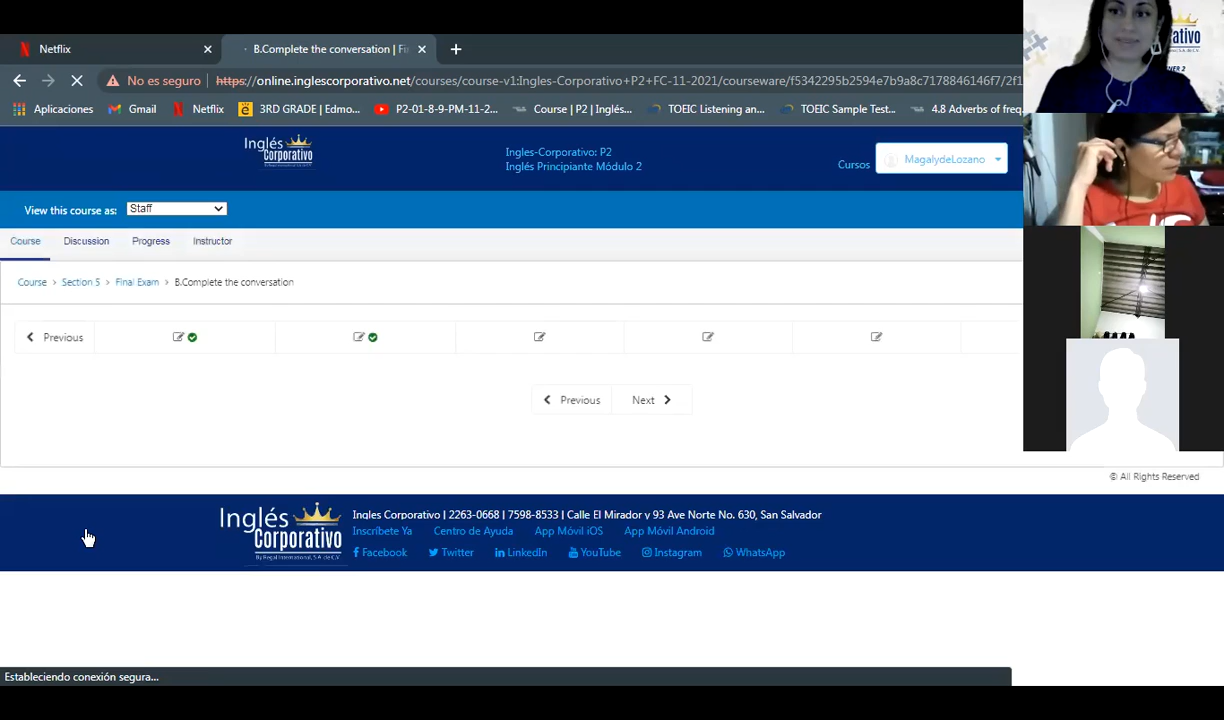 Netflix
B.Complete the conversation | Fi
No es seguro
https://online.inglescorporativo.net/courses/course-v1:Ingles-Corporativo+P2+FC-11-2021/courseware/f5342295b2594e7b9a8c7178846146f7/2f1
Aplicaciones
Gmail
Netflix
3RD GRADE | Edmo...
P2-01-8-9-PM-11-2...
Course | P2 | Inglés...
TOEIC Listening an...
TOEIC Sample Test...
4.8 Adverbs of freq
Inglés
Corporativo
Ingles-Corporativo: P2
Inglés Principiante Módulo 2
Cursos
MagalydeLozano
View this course as:
Staff
Course
Discussion
Progress
Instructor
Course > Section 5 > Final Exam > B.Complete the conversation
Previous
Previous
Next
© All Rights Reserved
Inglés
Corporativo
By Regal International, S.A. de C.V.
Ingles Corporativo | 2263-0668 | 7598-8533 | Calle El Mirador y 93 Ave Norte No. 630, San Salvador
Inscríbete Ya
Centro de Ayuda
App Móvil iOS
App Móvil Android
Facebook
Twitter
LinkedIn
YouTube
Instagram
WhatsApp
Estableciendo conexión segura...